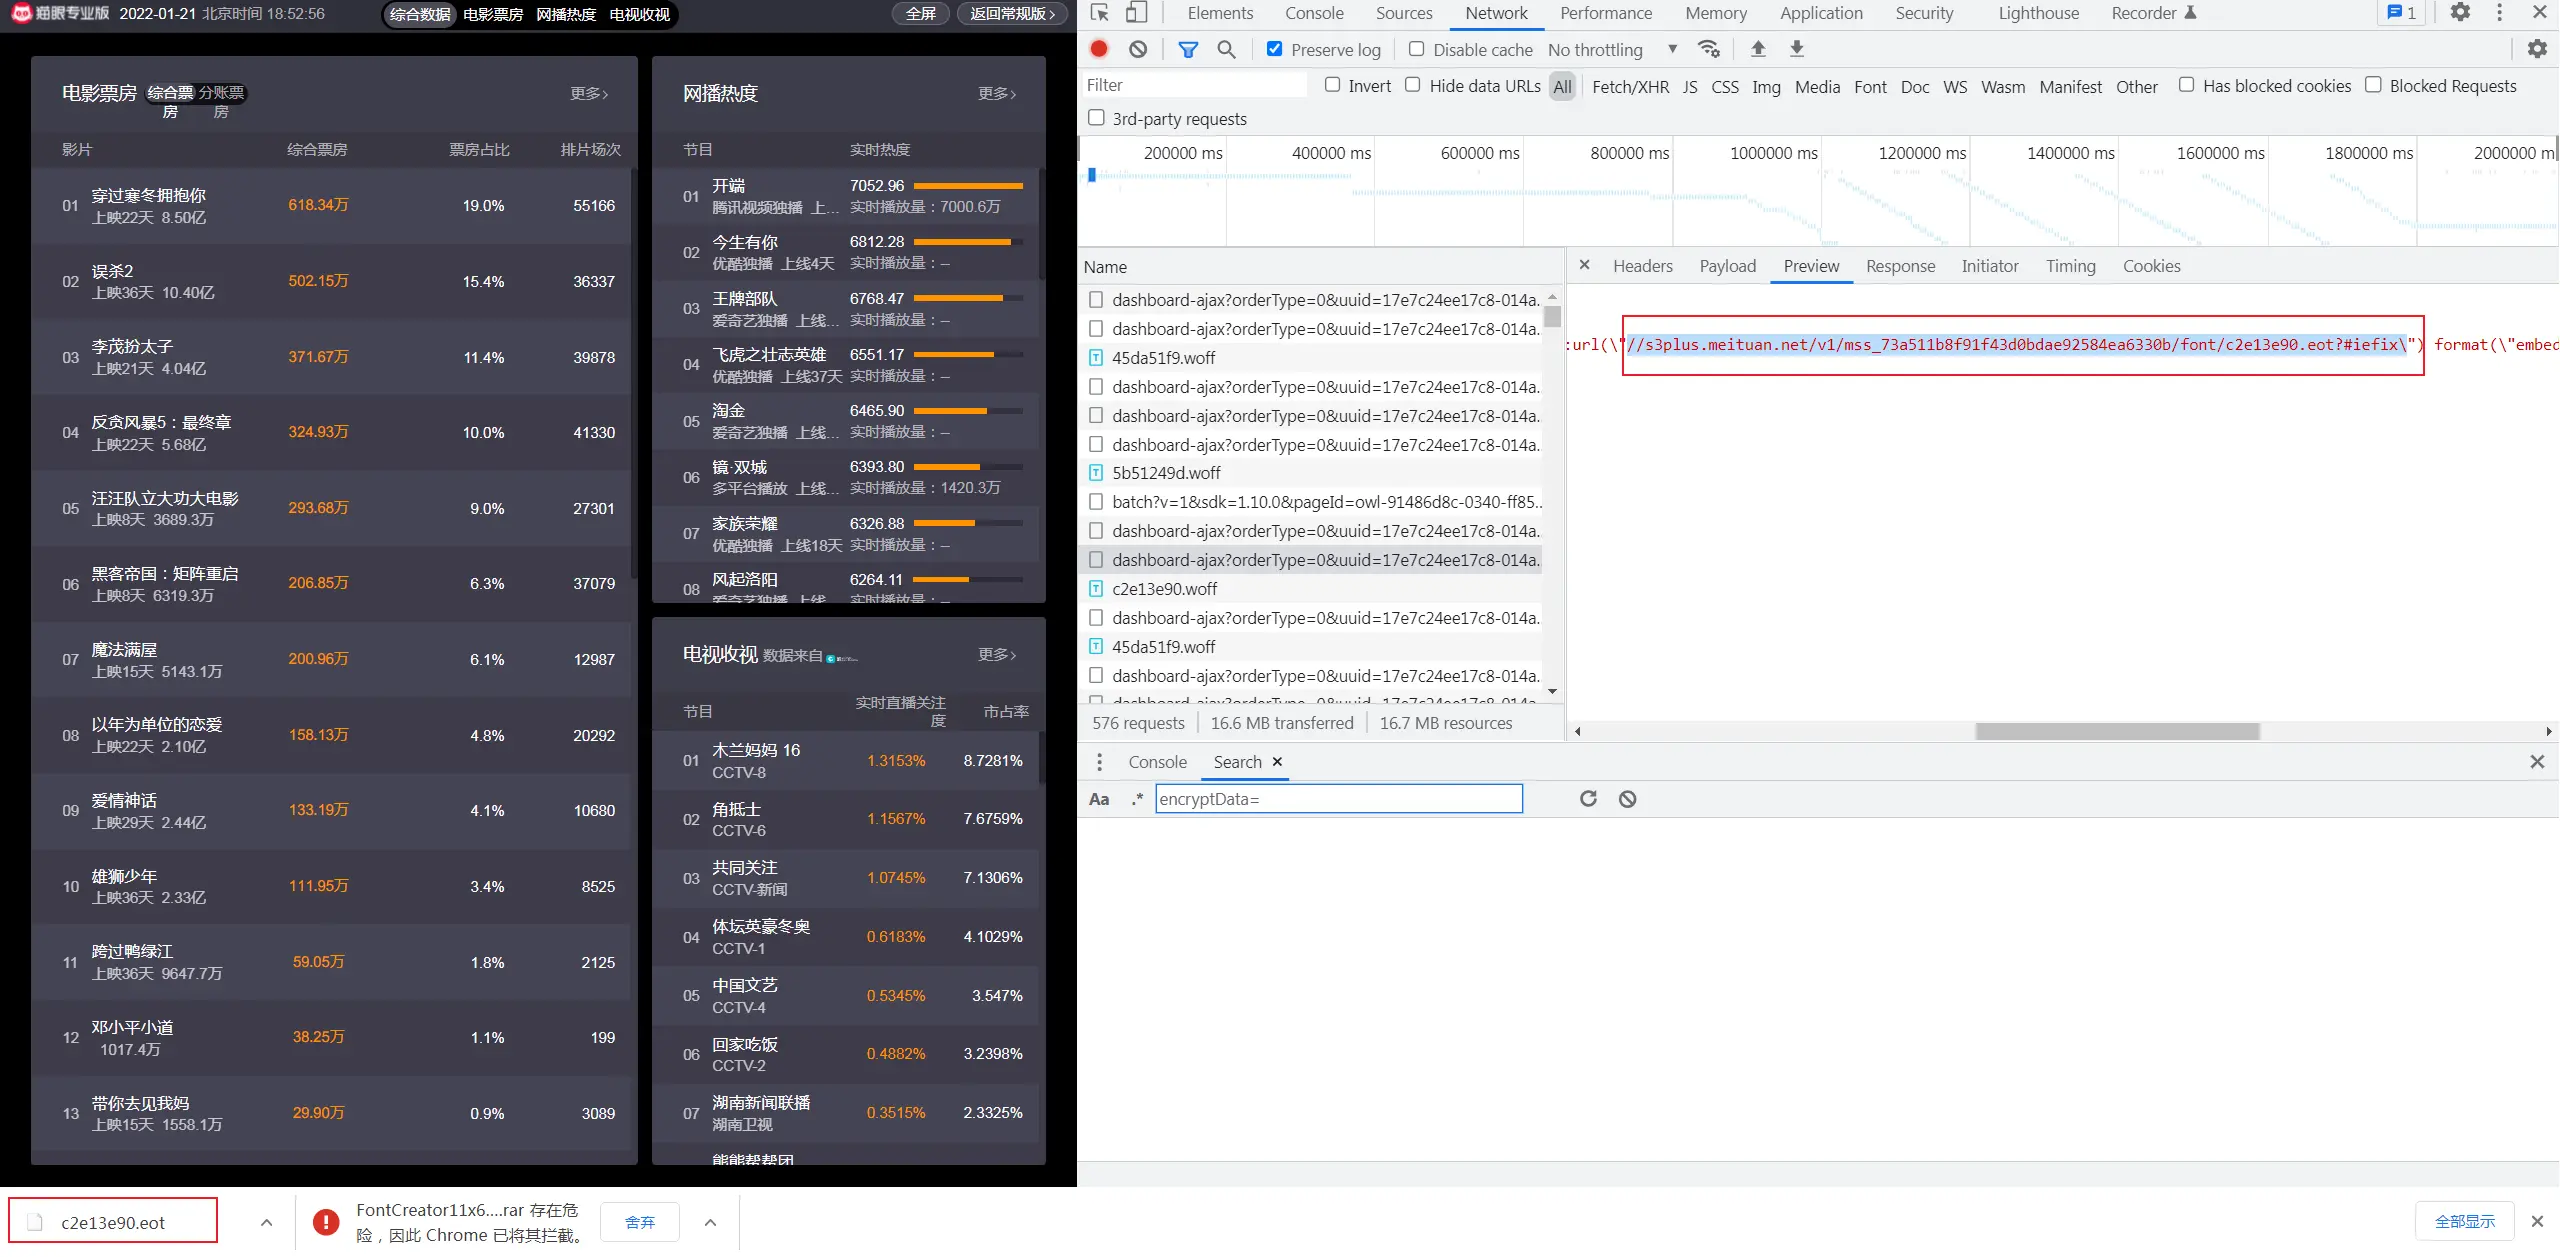 猫眼专业版 2022-01-21 北京时间 18:52:56 综合数据 电影票房 网播热度 电视收视 全屏 返回常规版
电影票房 综合票房 分账票房 更多
影片 综合票房 票房占比 排片场次
01 穿过寒冬拥抱你 618.34万 19.0% 55166
上映22天 8.50亿
02 误杀2 502.15万 15.4% 36337
上映36天 10.40亿
03 李茂扮太子 371.67万 11.4% 39878
上映21天 4.04亿
04 反贪风暴5：最终章 324.93万 10.0% 41330
上映22天 5.68亿
05 汪汪队立大功大电影 293.68万 9.0% 27301
上映8天 3689.3万
06 黑客帝国：矩阵重启 206.85万 6.3% 37079
上映8天 6319.3万
07 魔法满屋 200.96万 6.1% 12987
上映15天 5143.1万
08 以年为单位的恋爱 158.13万 4.8% 20292
上映22天 2.10亿
09 爱情神话 133.19万 4.1% 10680
上映29天 2.44亿
10 雄狮少年 111.95万 3.4% 8525
上映36天 2.33亿
11 跨过鸭绿江 59.05万 1.8% 2125
上映36天 9647.7万
12 邓小平小道 38.25万 1.1% 199
1017.4万
13 带你去见我妈 29.90万 0.9% 3089
上映15天 1558.1万
网播热度 更多
节目 实时热度
01 开端 7052.96
腾讯视频独播 上... 实时播放量：7000.6万
02 今生有你 6812.28
优酷独播 上线4天 实时播放量：--
03 王牌部队 6768.47
爱奇艺独播 上线... 实时播放量：--
04 飞虎之壮志英雄 6551.17
优酷独播 上线37天 实时播放量：--
05 淘金 6465.90
爱奇艺独播 上线... 实时播放量：--
06 镜·双城 6393.80
多平台播放 上线... 实时播放量：1420.3万
07 家族荣耀 6326.88
优酷独播 上线18天 实时播放量：--
08 风起洛阳 6264.11
爱奇艺独播 上线... 实时播放量：--
电视收视 数据来自 更多
节目 实时直播关注度 市占率
01 木兰妈妈 16 1.3153% 8.7281%
CCTV-8
02 角抵士 1.1567% 7.6759%
CCTV-6
03 共同关注 1.0745% 7.1306%
CCTV-新闻
04 体坛英豪冬奥 0.6183% 4.1029%
CCTV-1
05 中国文艺 0.5345% 3.547%
CCTV-4
06 回家吃饭 0.4882% 3.2398%
CCTV-2
07 湖南新闻联播 0.3515% 2.3325%
湖南卫视
熊熊帮帮团
Elements Console Sources Network Performance Memory Application Security Lighthouse Recorder 1
Preserve log Disable cache No throttling
Filter Invert Hide data URLs All Fetch/XHR JS CSS Img Media Font Doc WS Wasm Manifest Other Has blocked cookies Blocked Requests
3rd-party requests
200000 ms 400000 ms 600000 ms 800000 ms 1000000 ms 1200000 ms 1400000 ms 1600000 ms 1800000 ms 2000000 m
Name
dashboard-ajax?orderType=0&uuid=17e7c24ee17c8-014a..
dashboard-ajax?orderType=0&uuid=17e7c24ee17c8-014a..
45da51f9.woff
dashboard-ajax?orderType=0&uuid=17e7c24ee17c8-014a..
dashboard-ajax?orderType=0&uuid=17e7c24ee17c8-014a..
dashboard-ajax?orderType=0&uuid=17e7c24ee17c8-014a..
5b51249d.woff
batch?v=1&sdk=1.10.0&pageId=owl-91486d8c-0340-ff85..
dashboard-ajax?orderType=0&uuid=17e7c24ee17c8-014a..
dashboard-ajax?orderType=0&uuid=17e7c24ee17c8-014a..
c2e13e90.woff
dashboard-ajax?orderType=0&uuid=17e7c24ee17c8-014a..
45da51f9.woff
dashboard-ajax?orderType=0&uuid=17e7c24ee17c8-014a..
dashboard-ajax?orderType=0&uuid=17e7c24ee17c8-014a..
576 requests 16.6 MB transferred 16.7 MB resources
Headers Payload Preview Response Initiator Timing Cookies
:url(\"//s3plus.meituan.net/v1/mss_73a511b8f91f43d0bdae92584ea6330b/font/c2e13e90.eot?#iefix\") format(\"embed
Console Search
Aa .* encryptData=
c2e13e90.eot
FontCreator11x6....rar 存在危
险，因此 Chrome 已将其拦截。
舍弃
全部显示